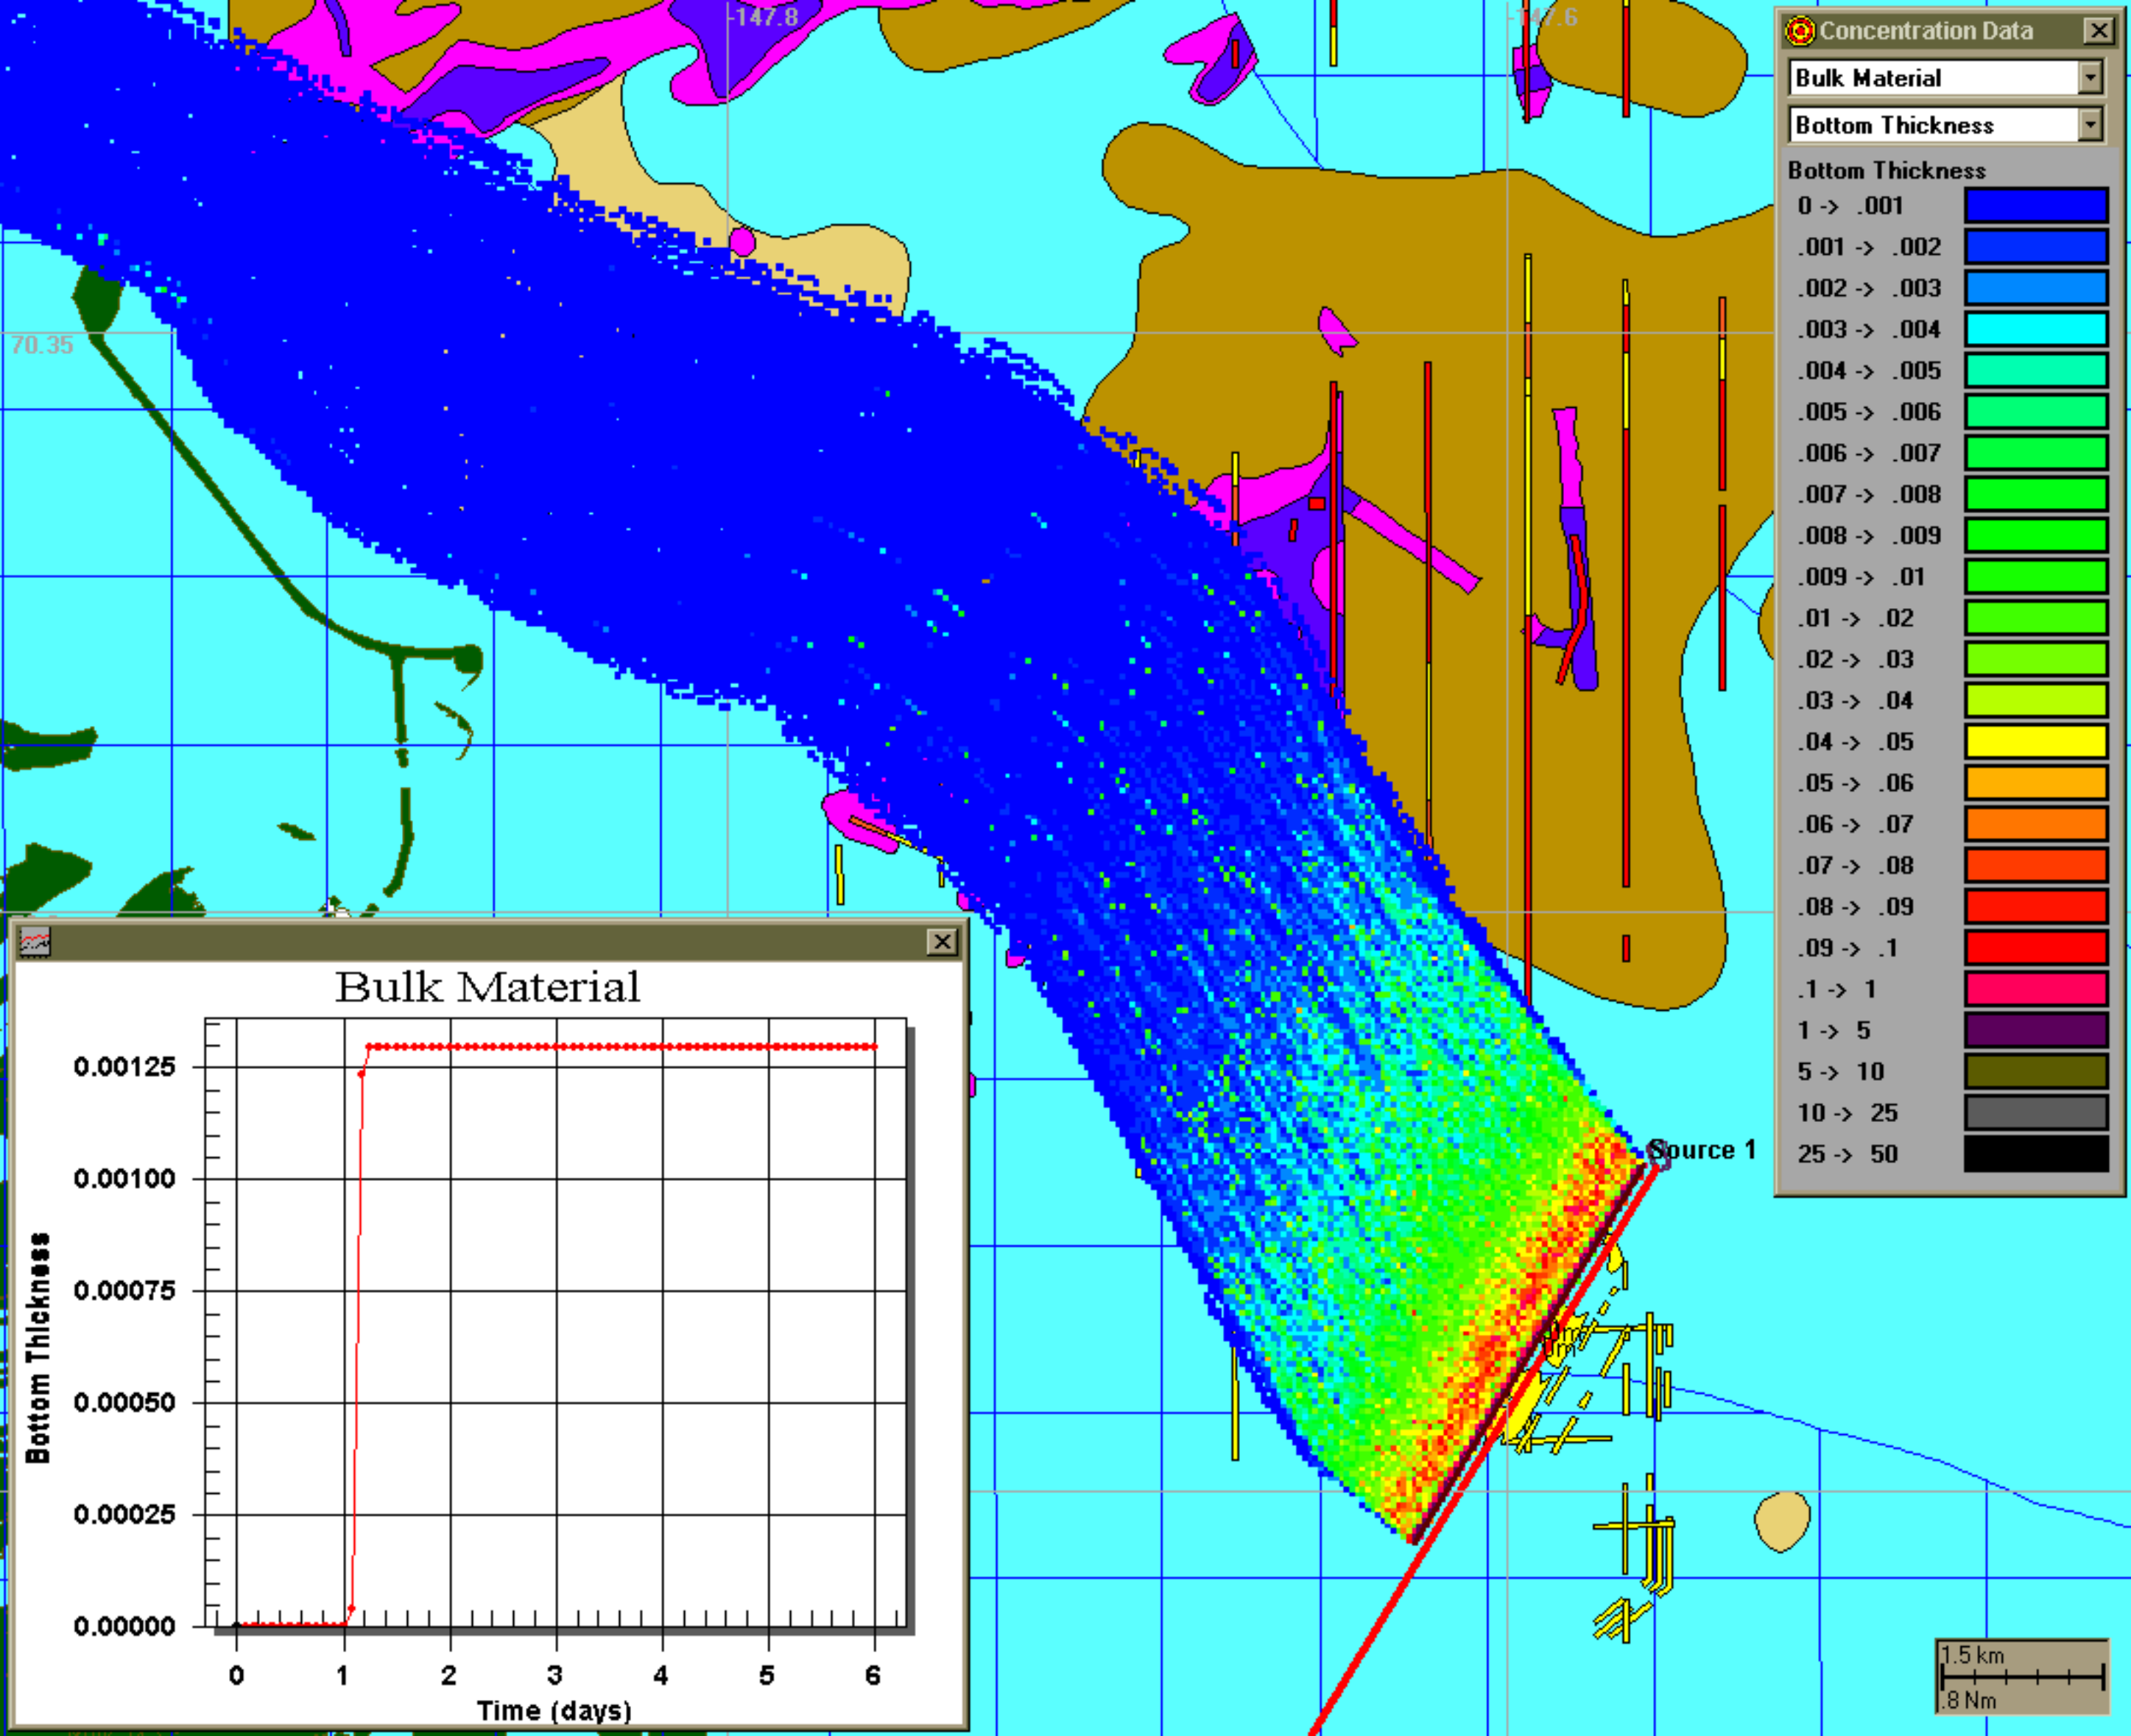 -147.8
-147.6
70.35
Concentration Data
Bulk Material
Bottom Thickness
Bottom Thickness
0 -> .001
.001 -> .002
.002 -> .003
.003 -> .004
.004 -> .005
.005 -> .006
.006 -> .007
.007 -> .008
.008 -> .009
.009 -> .01
.01 -> .02
.02 -> .03
.03 -> .04
.04 -> .05
.05 -> .06
.06 -> .07
.07 -> .08
.08 -> .09
.09 -> .1
.1 -> 1
1 -> 5
5 -> 10
10 -> 25
25 -> 50
Source 1
Bulk Material
Bottom Thickness
0.00125
0.00100
0.00075
0.00050
0.00025
0.00000
0 1 2 3 4 5 6
Time (days)
1.5 km
.8 Nm